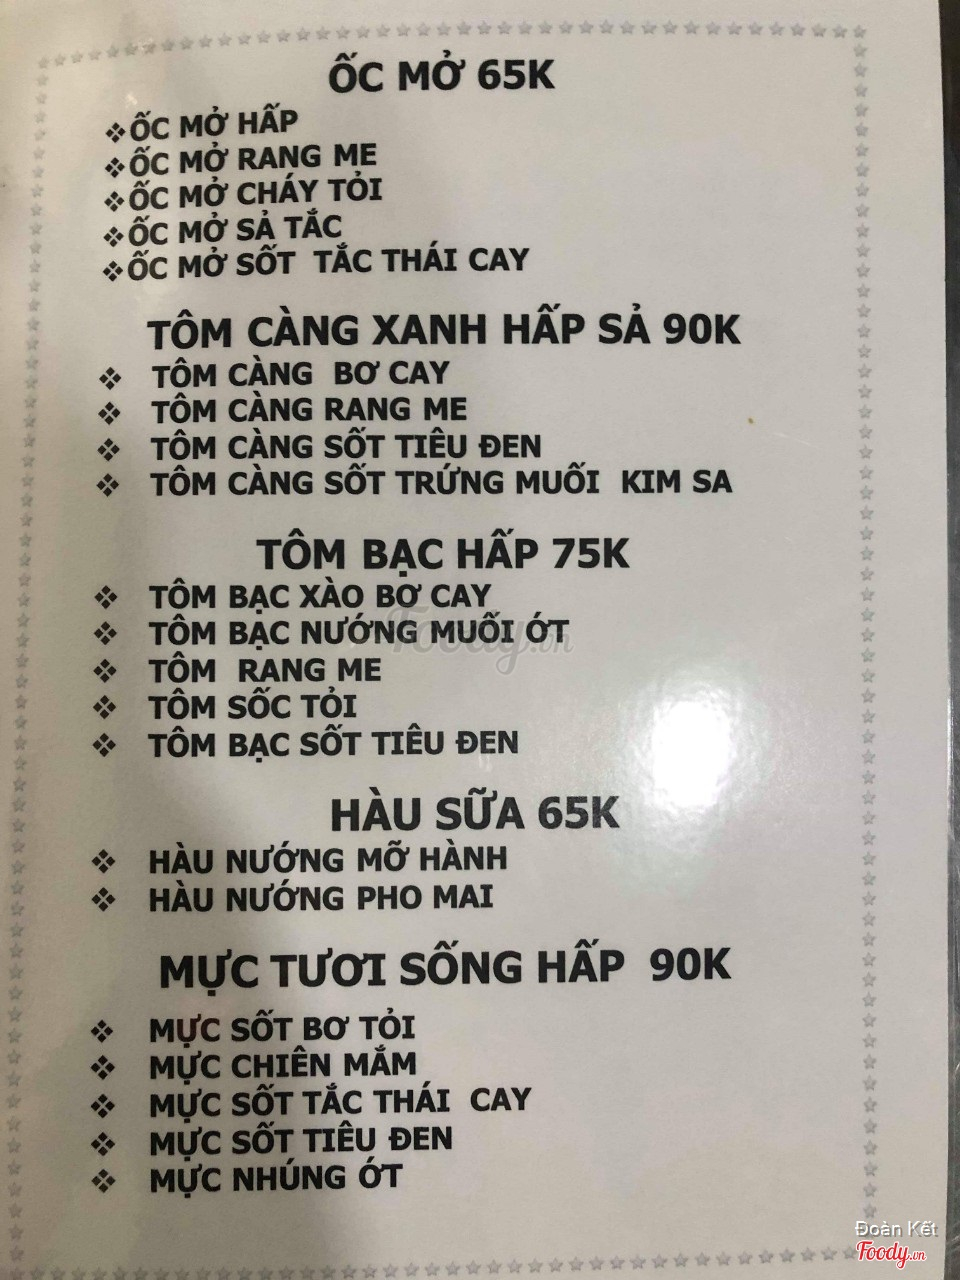 ỐC MỞ 65K
❖ỐC MỞ HẤP
❖ỐC MỞ RANG ME
❖ỐC MỞ CHÁY TỎI
❖ỐC MỞ SẢ TẮC
❖ỐC MỞ SỐT TẮC THÁI CAY
TÔM CÀNG XANH HẤP SẢ 90K
❖ TÔM CÀNG BƠ CAY
❖ TÔM CÀNG RANG ME
❖ TÔM CÀNG SỐT TIÊU ĐEN
❖ TÔM CÀNG SỐT TRỨNG MUỐI KIM SA
TÔM BẠC HẤP 75K
❖ TÔM BẠC XÀO BƠ CAY
❖ TÔM BẠC NƯỚNG MUỐI ỚT
Foody.vn
❖ TÔM RANG ME
❖ TÔM SỐC TỎI
❖ TÔM BẠC SỐT TIÊU ĐEN
HÀU SỮA 65K
❖ HÀU NƯỚNG MỠ HÀNH
❖ HÀU NƯỚNG PHO MAI
MỰC TƯƠI SỐNG HẤP 90K
❖ MỰC SỐT BƠ TỎI
❖ MỰC CHIÊN MẮM
❖ MỰC SỐT TẮC THÁI CAY
❖ MỰC SỐT TIÊU ĐEN
❖ MỰC NHÚNG ỚT
Đoàn Kết
Foody.vn